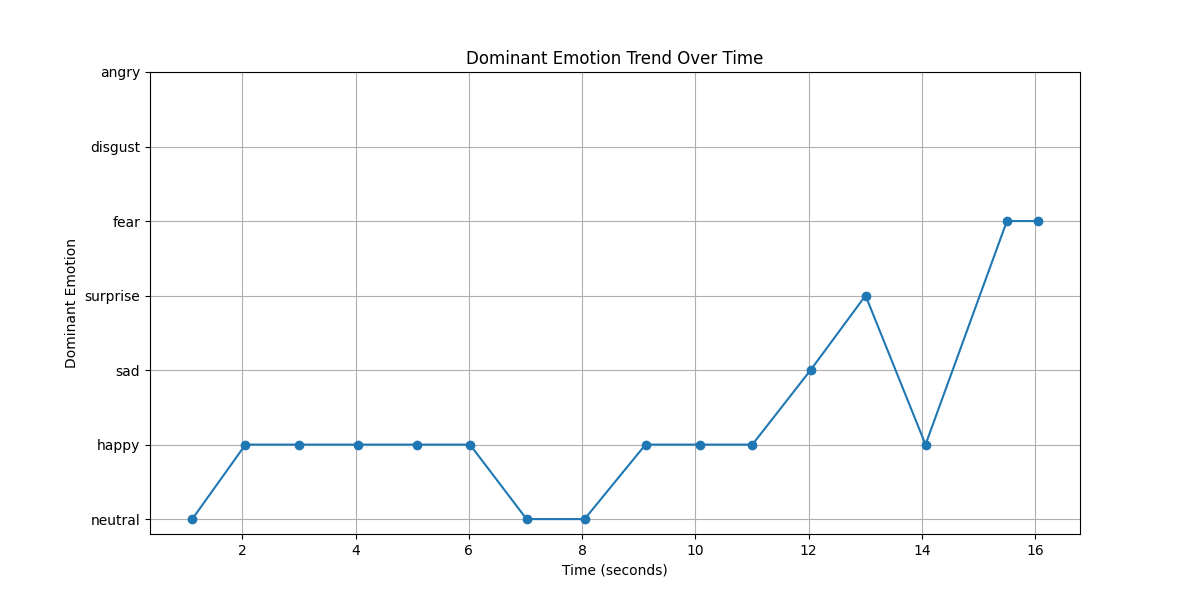 Dominant Emotion Trend Over Time
angry
disgust
fear
surprise
sad
happy
neutral
Dominant Emotion
2 4 6 8 10 12 14 16
Time (seconds)